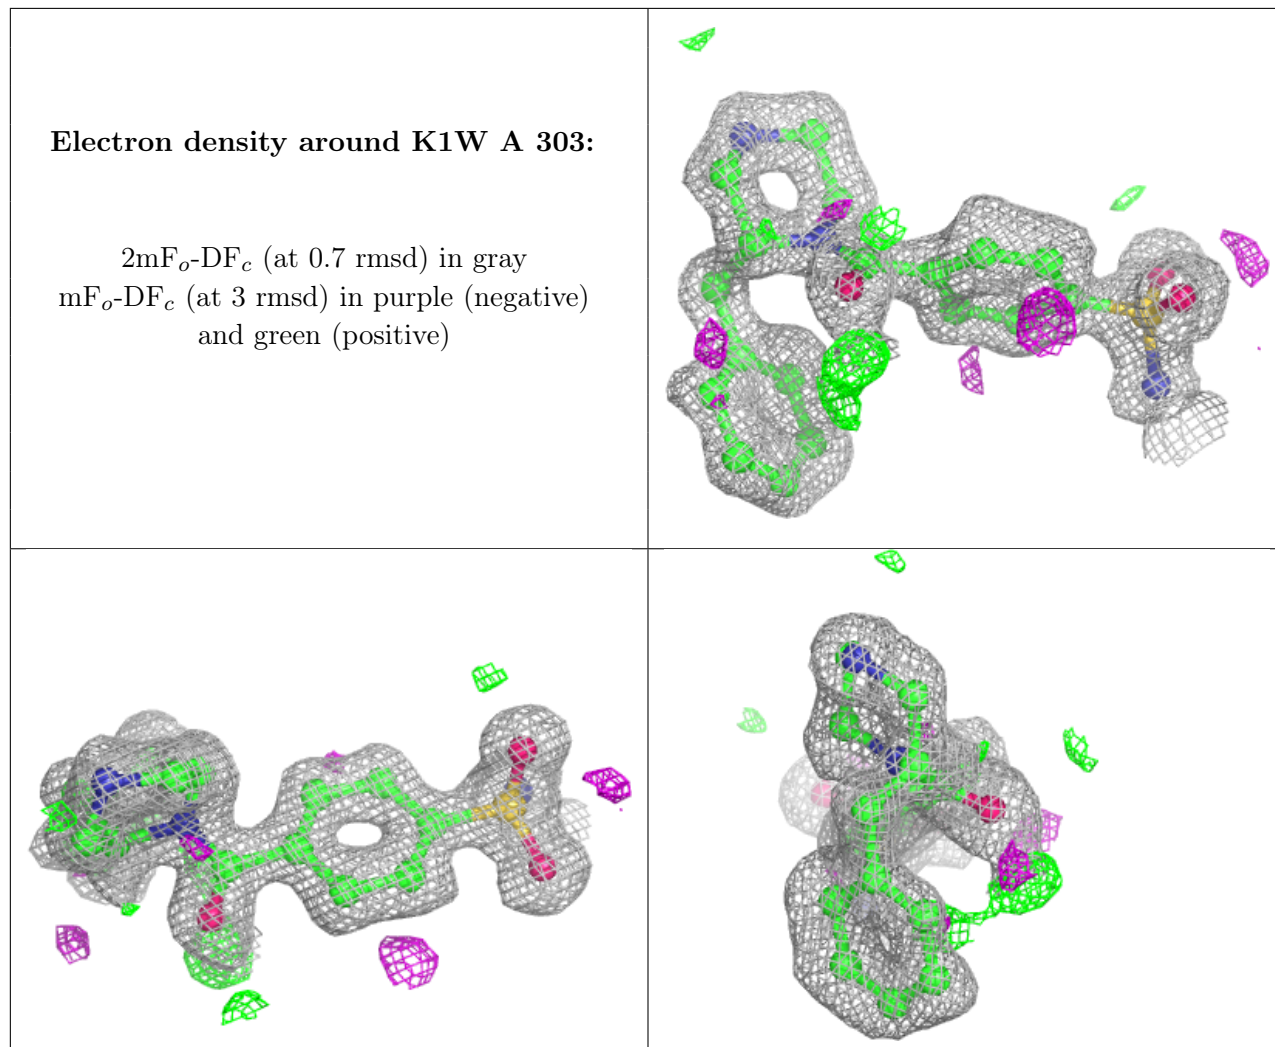 Electron density around K1W A 303:
2mFo-DFc (at 0.7 rmsd) in gray
mFo-DFc (at 3 rmsd) in purple (negative)
and green (positive)